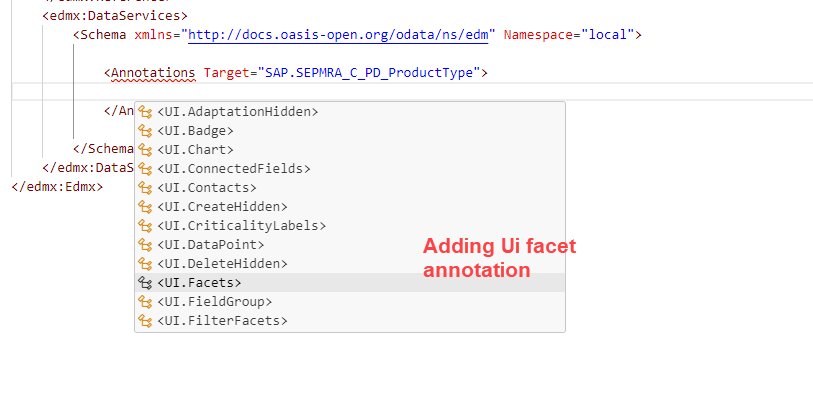 <edmx:DataServices>
<Schema xmlns="http://docs.oasis-open.org/odata/ns/edm" Namespace="local">
<Annotations Target="SAP.SEPMRA_C_PD_ProductType">
</An
<UI.AdaptationHidden>
<UI.Badge>
<UI.Chart>
</Schema
<UI.ConnectedFields>
</edmx:DataS
<UI.Contacts>
</edmx:Edmx>
<UI.CreateHidden>
<UI.CriticalityLabels>
<UI.DataPoint>
<UI.DeleteHidden>
<UI.Facets>
<UI.FieldGroup>
<UI.FilterFacets>
Adding Ui facet
annotation